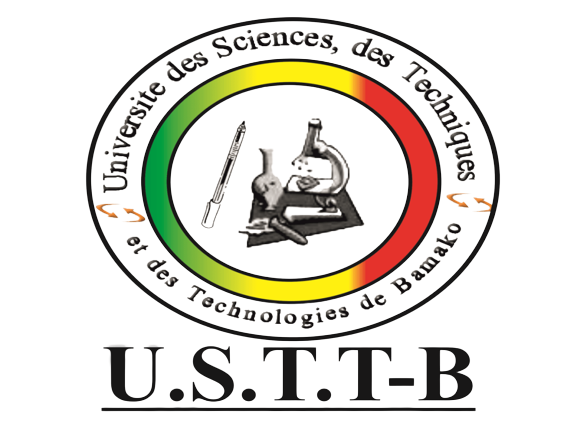 Universite des Sciences, des Techniques
et des Technologies de Bamako
U.S.T.T-B